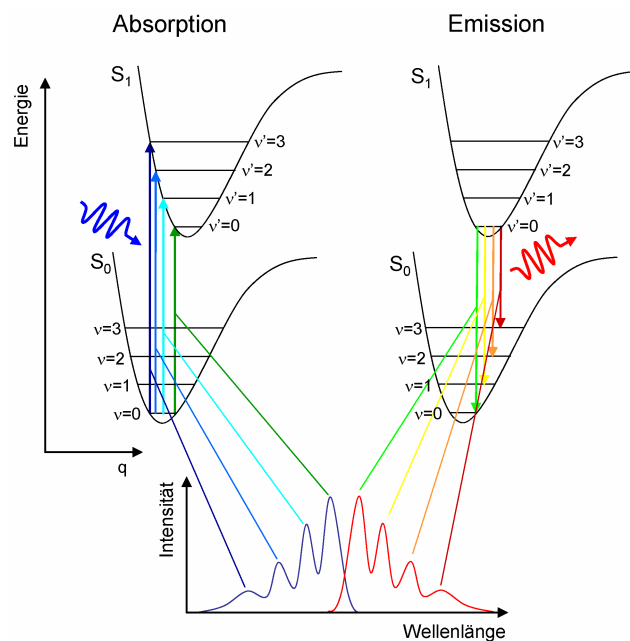 Absorption
Emission
Energie
S1
ν'=3
ν'=2
ν'=1
ν'=0
S0
ν=3
ν=2
ν=1
ν=0
q
S1
ν'=3
ν'=2
ν'=1
ν'=0
S0
ν=3
ν=2
ν=1
ν=0
Intensität
Wellenlänge